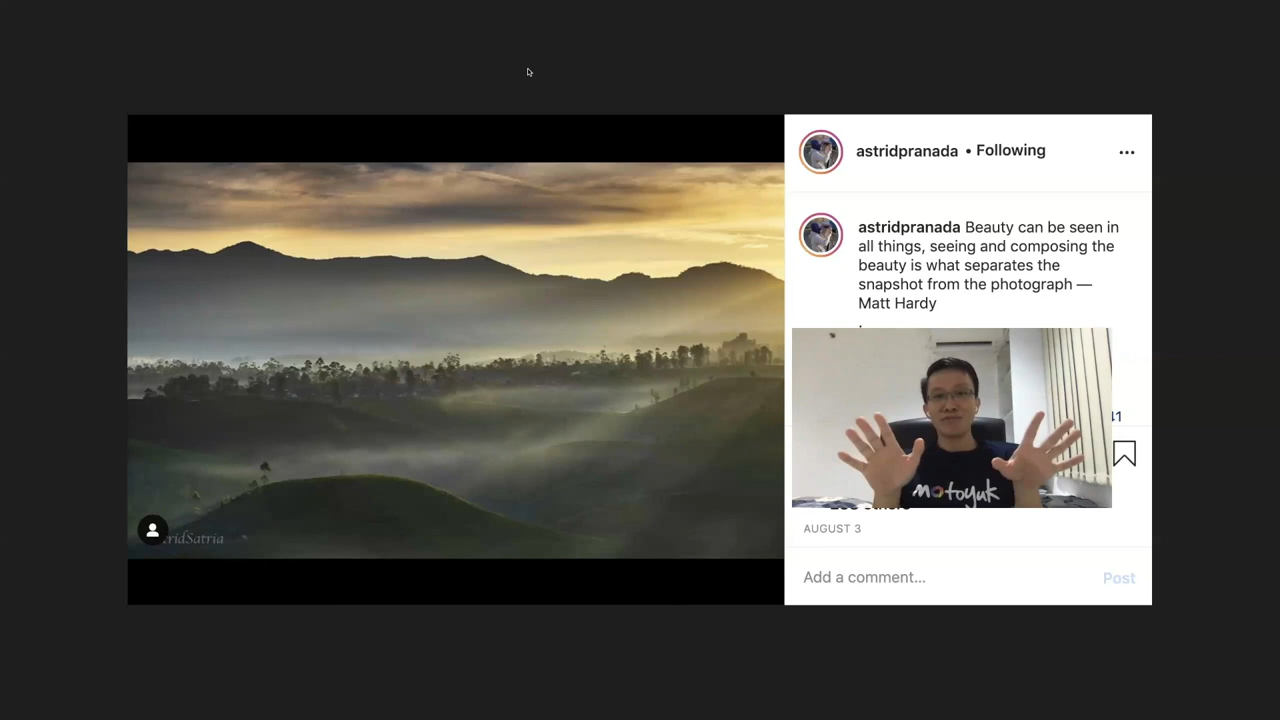 astridpranada • Following
astridpranada Beauty can be seen in
all things, seeing and composing the
beauty is what separates the
snapshot from the photograph —
Matt Hardy
.
motoyuk
AUGUST 3
Add a comment...
Post